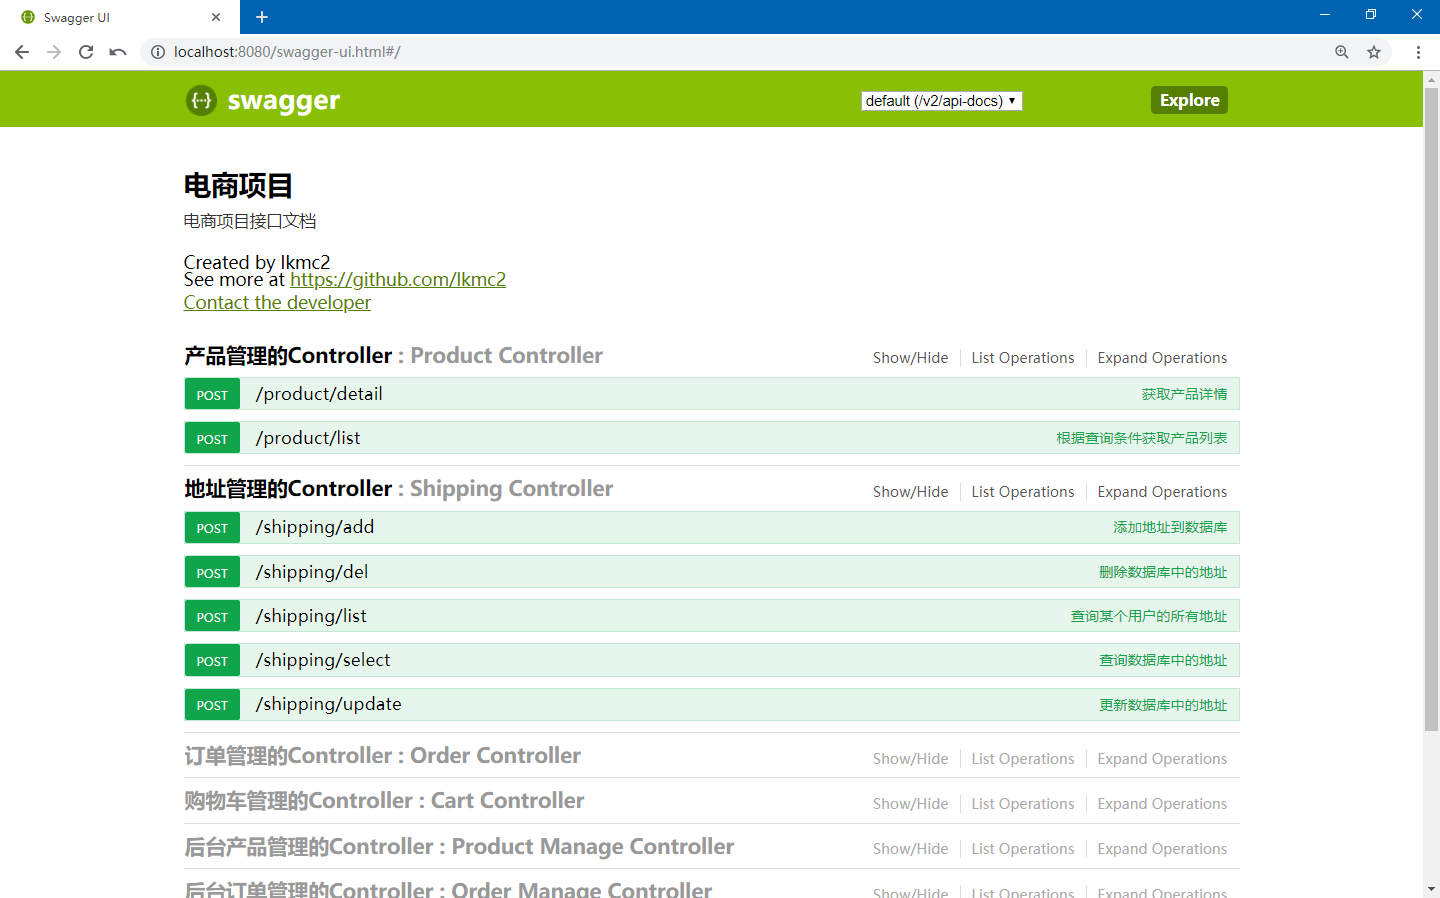 Swagger UI
localhost:8080/swagger-ui.html#/
swagger
default (/v2/api-docs)
Explore
电商项目
电商项目接口文档
Created by lkmc2
See more at https://github.com/lkmc2
Contact the developer
产品管理的Controller : Product Controller
Show/Hide
List Operations
Expand Operations
POST /product/detail 获取产品详情
POST /product/list 根据查询条件获取产品列表
地址管理的Controller : Shipping Controller
Show/Hide
List Operations
Expand Operations
POST /shipping/add 添加地址到数据库
POST /shipping/del 删除数据库中的地址
POST /shipping/list 查询某个用户的所有地址
POST /shipping/select 查询数据库中的地址
POST /shipping/update 更新数据库中的地址
订单管理的Controller : Order Controller
Show/Hide
List Operations
Expand Operations
购物车管理的Controller : Cart Controller
Show/Hide
List Operations
Expand Operations
后台产品管理的Controller : Product Manage Controller
Show/Hide
List Operations
Expand Operations
后台订单管理的Controller : Order Manage Controller
Show/Hide
List Operations
Expand Operations